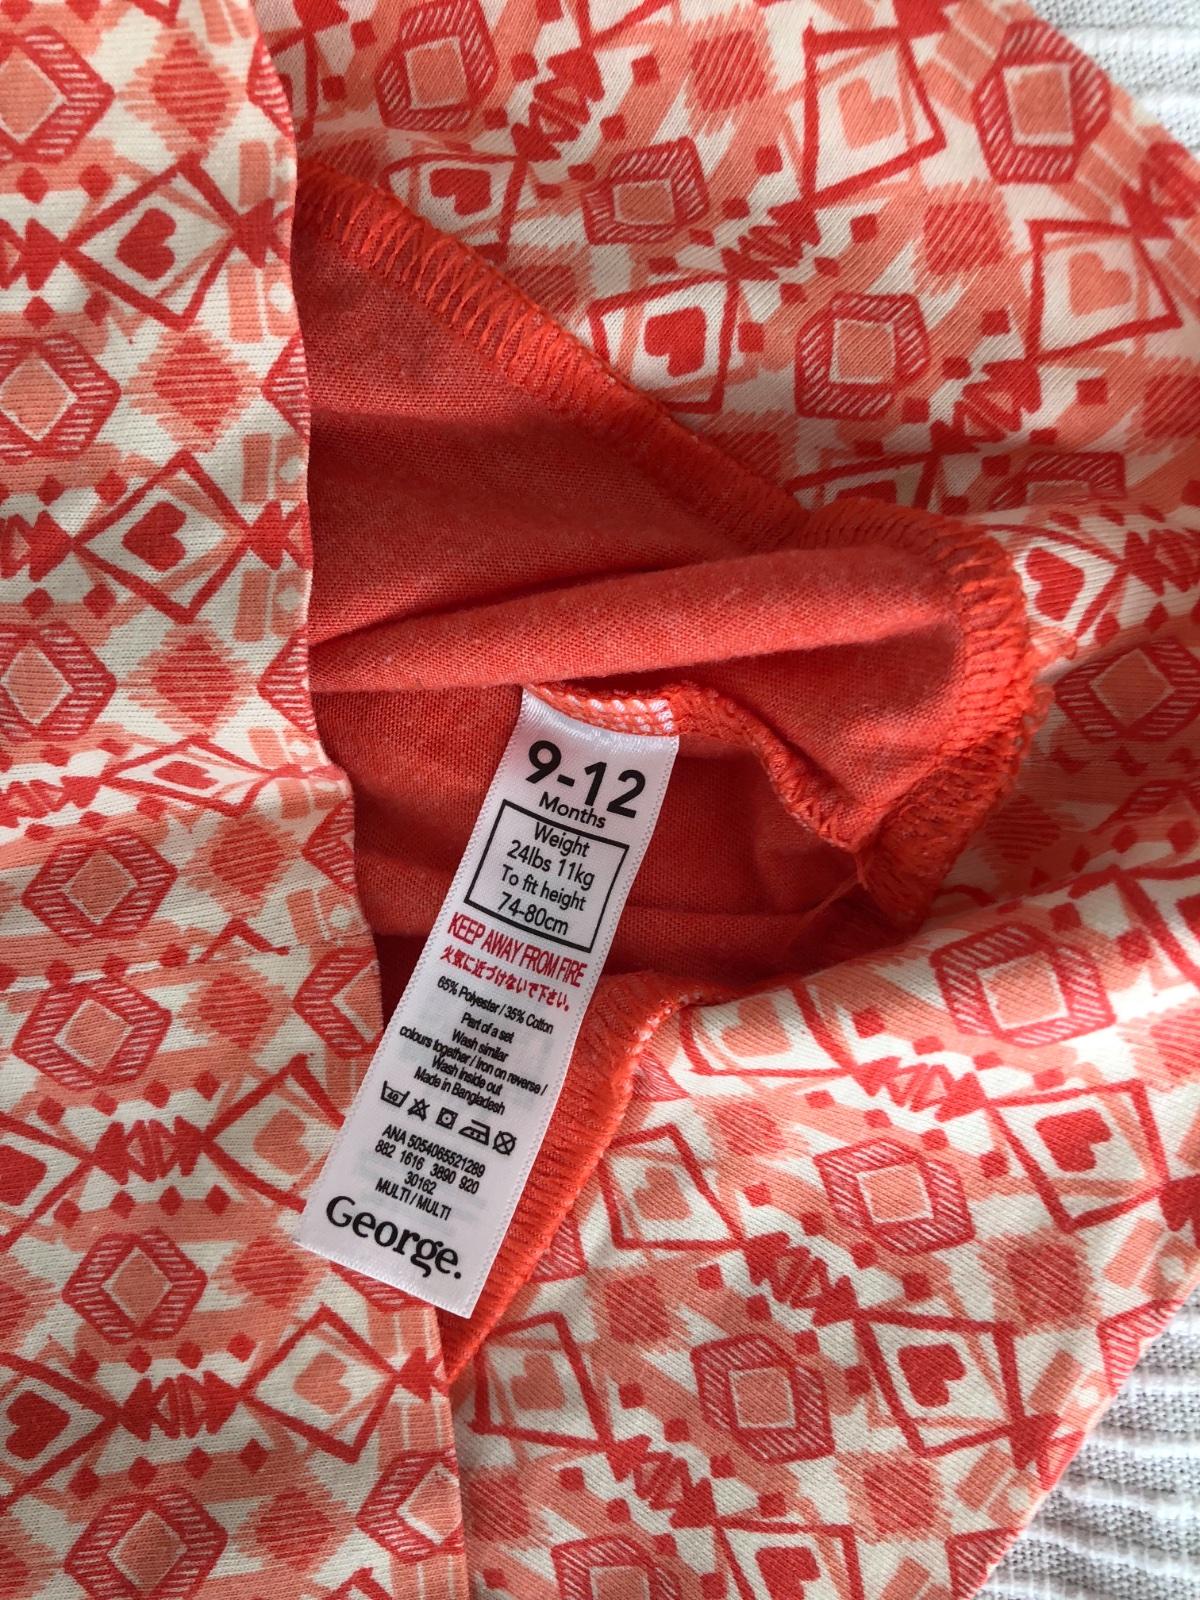 9-12
Months
Weight
24lbs 11kg
To fit height
74-80cm
KEEP AWAY FROM FIRE
火気に近づけないで下さい。
65% Polyester / 35% Cotton
Part of a set
Wash similar
colours together / Iron on reverse /
Wash inside out
Made in Bangladesh
40
ANA 5054065521269
882 1616 3890 920
30162
MULTI / MULTI
George.